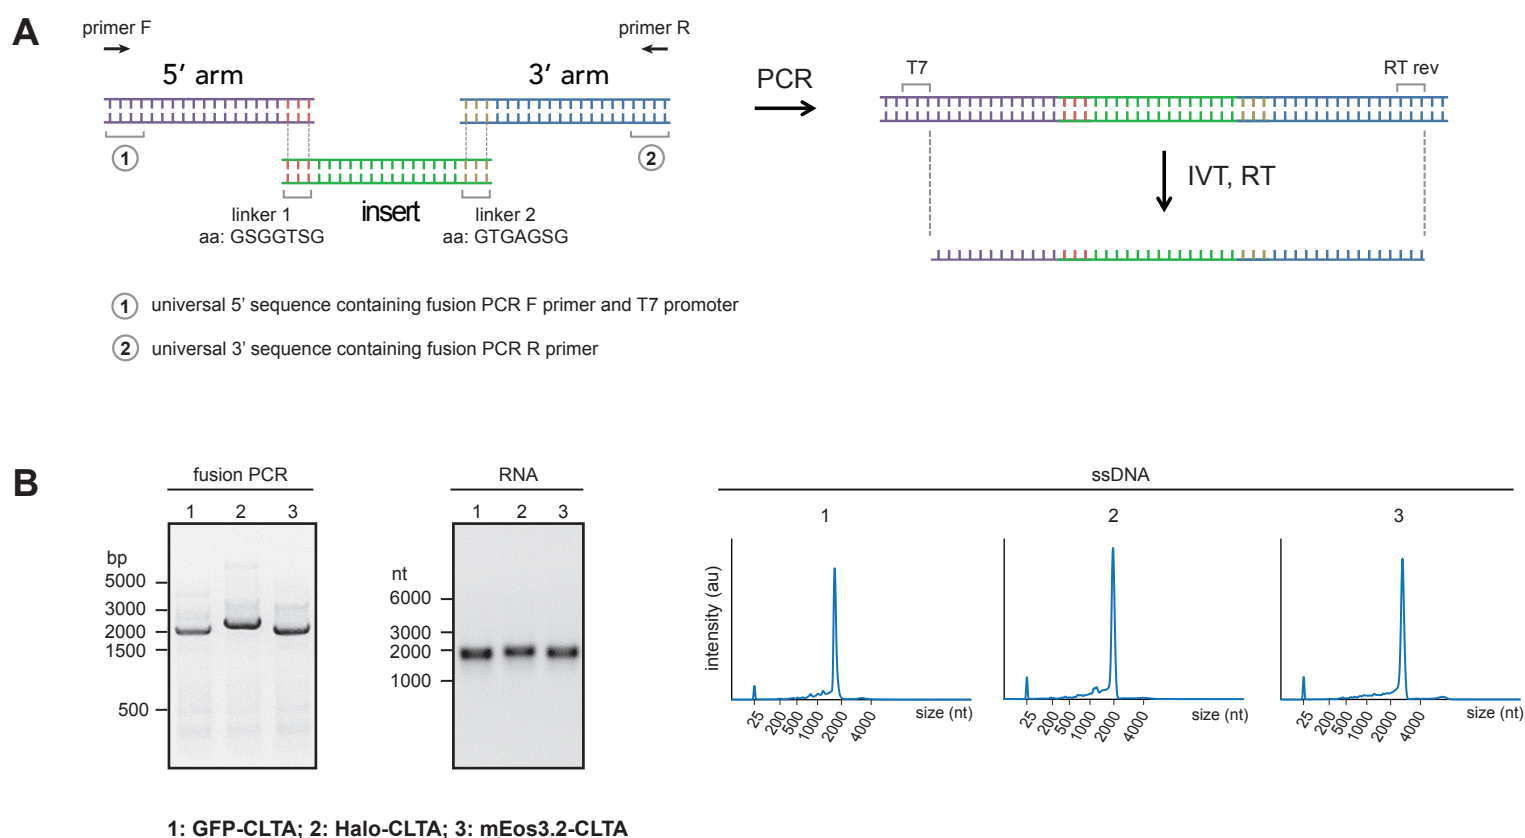 A
primer F
primer R
5′ arm
3′ arm
1
2
linker 1
aa: GSGGTSG
insert
linker 2
aa: GTGAGSG
PCR
T7
RT rev
IVT, RT
1 universal 5’ sequence containing fusion PCR F primer and T7 promoter
2 universal 3’ sequence containing fusion PCR R primer
B
fusion PCR
1 2 3
bp
5000
3000
2000
1500
500
RNA
1 2 3
nt
6000
3000
2000
1000
ssDNA
1
intensity (au)
25 200 500 1000 2000 4000 size (nt)
2
25 200 500 1000 2000 4000 size (nt)
3
25 200 500 1000 2000 4000 size (nt)
1: GFP-CLTA; 2: Halo-CLTA; 3: mEos3.2-CLTA